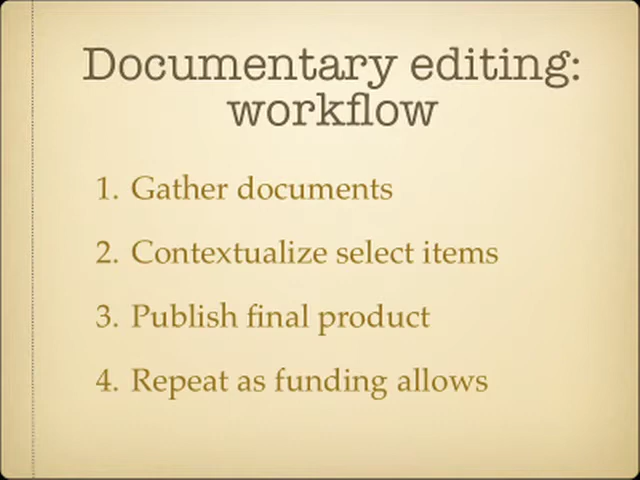 Documentary editing:
workflow
1. Gather documents
2. Contextualize select items
3. Publish final product
4. Repeat as funding allows